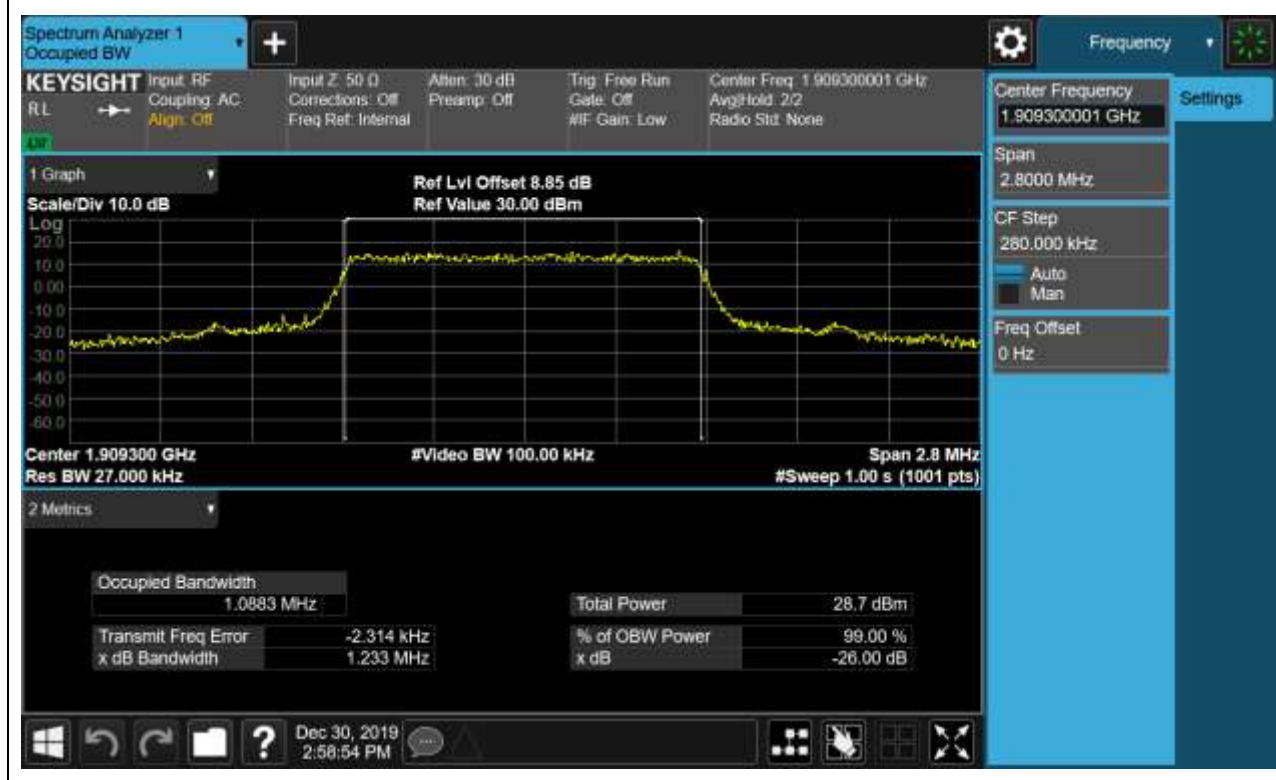 Spectrum Analyzer 1
Occupied BW
+
Frequency
KEYSIGHT
RL
Input: RF
Coupling: AC
Align: Off
Input Z: 50 Ω
Corrections: Off
Freq Ref: Internal
Atten: 30 dB
Preamp: Off
Trig: Free Run
Gate: Off
#IF Gain: Low
Center Freq: 1.909300001 GHz
Avg|Hold: 2/2
Radio Std: None
Center Frequency
1.909300001 GHz
Settings
Span
2.8000 MHz
CF Step
280.000 kHz
Auto
Man
Freq Offset
0 Hz
1 Graph
Scale/Div 10.0 dB
Ref Lvl Offset 8.85 dB
Ref Value 30.00 dBm
Log
20.0
10.0
0.00
-10.0
-20.0
-30.0
-40.0
-50.0
-60.0
Center 1.909300 GHz
#Video BW 100.00 kHz
Span 2.8 MHz
Res BW 27.000 kHz
#Sweep 1.00 s (1001 pts)
2 Metrics
Occupied Bandwidth
1.0883 MHz
Total Power 28.7 dBm
Transmit Freq Error -2.314 kHz
% of OBW Power 99.00 %
x dB Bandwidth 1.233 MHz
x dB -26.00 dB
?
Dec 30, 2019
2:58:54 PM